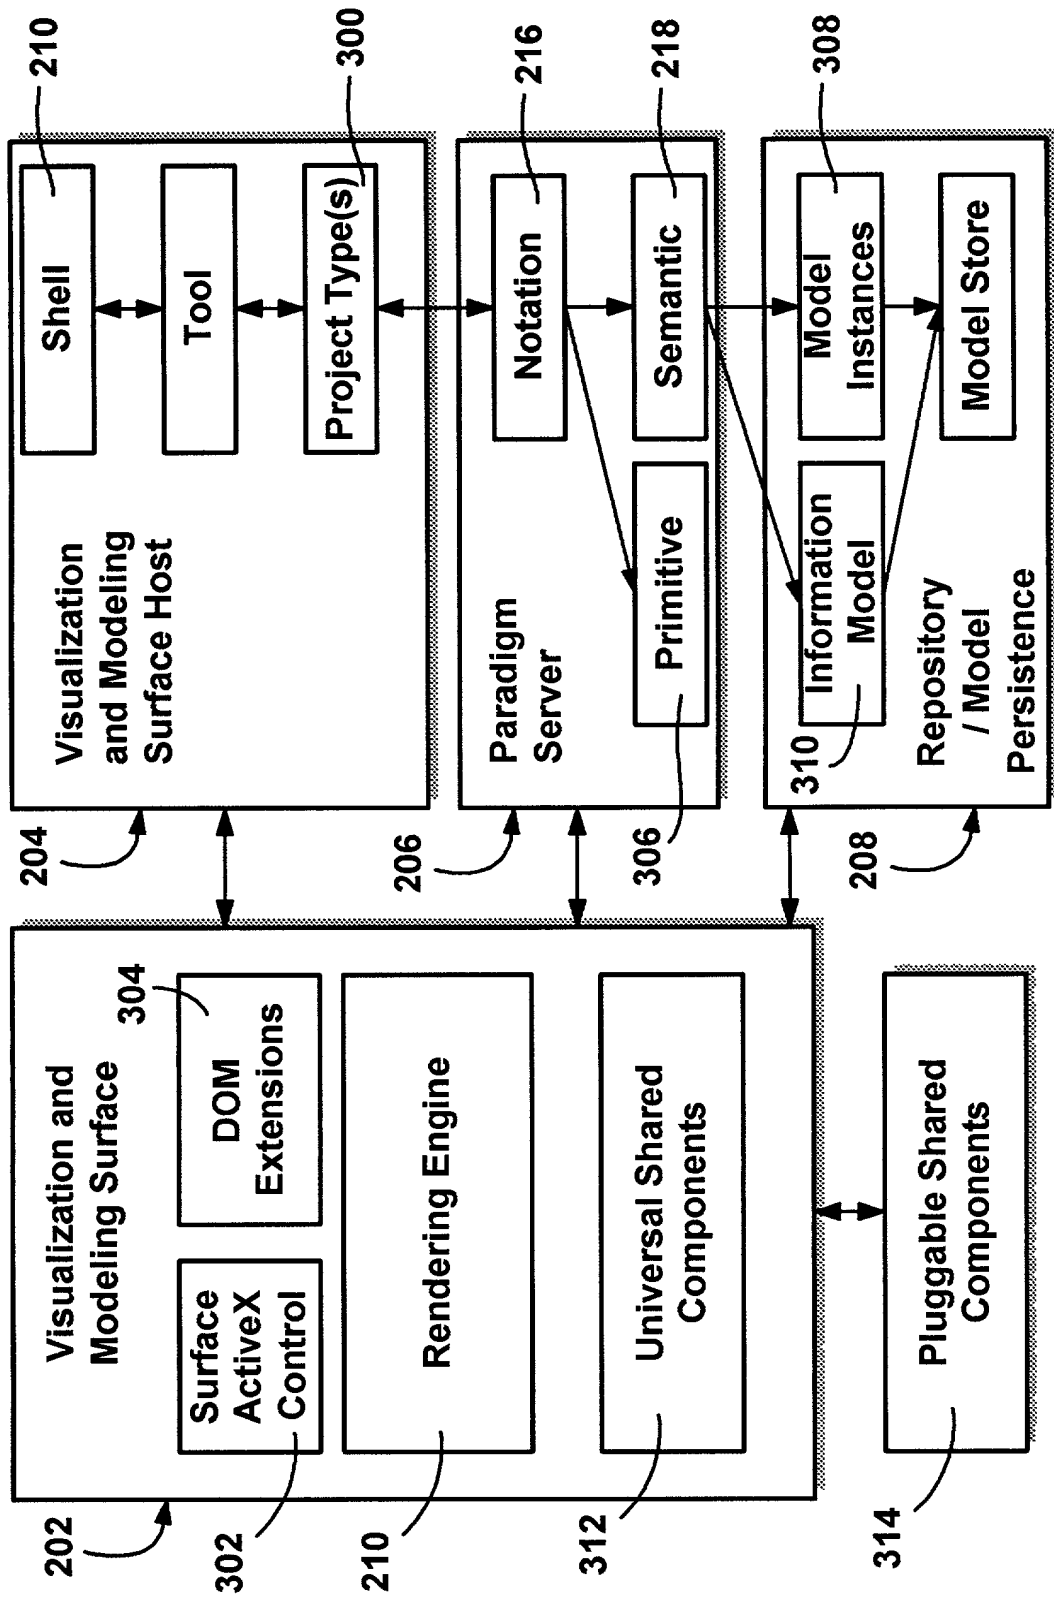 Visualization and
Modeling Surface
202
Surface
ActiveX
Control
302
DOM
Extensions
304
Rendering Engine
210
Universal Shared
Components
312
Pluggable Shared
Components
314
Visualization
and Modeling
Surface Host
204
Shell
210
Tool
Project Type(s)
300
Paradigm
Server
206
Notation
216
Primitive
306
Semantic
218
Repository
/ Model
Persistence
208
Information
Model
310
Model
Instances
308
Model Store